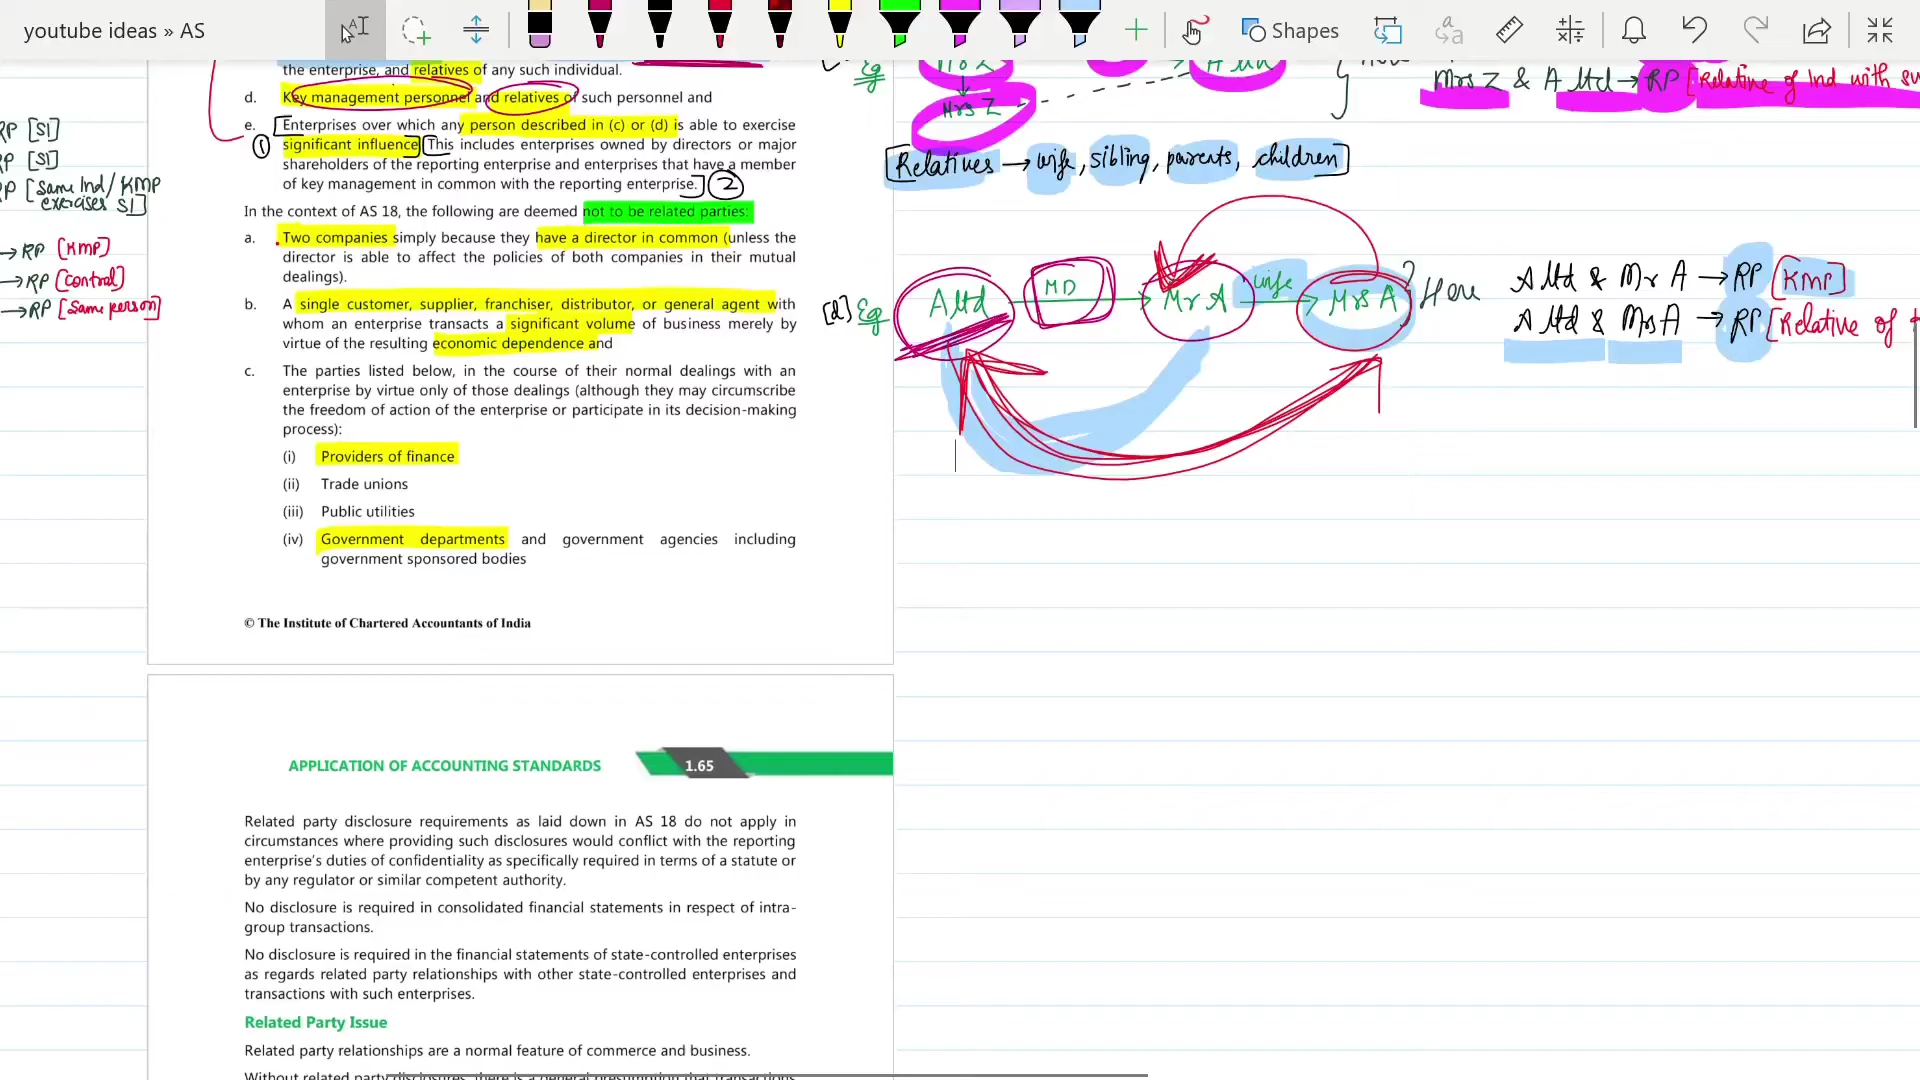 youtube ideas » AS
Shapes
the enterprise, and relatives of any such individual.
d. Key management personnel and relatives of such personnel and
e. Enterprises over which any person described in (c) or (d) is able to exercise
① significant influence. This includes enterprises owned by directors or major
shareholders of the reporting enterprise and enterprises that have a member
of key management in common with the reporting enterprise. ②
In the context of AS 18, the following are deemed not to be related parties:
a. Two companies simply because they have a director in common (unless the
director is able to affect the policies of both companies in their mutual
dealings).
b. A single customer, supplier, franchiser, distributor, or general agent with
whom an enterprise transacts a significant volume of business merely by
virtue of the resulting economic dependence and
c. The parties listed below, in the course of their normal dealings with an
enterprise by virtue only of those dealings (although they may circumscribe
the freedom of action of the enterprise or participate in its decision-making
process):
(i) Providers of finance
(ii) Trade unions
(iii) Public utilities
(iv) Government departments and government agencies including
government sponsored bodies
© The Institute of Chartered Accountants of India
APPLICATION OF ACCOUNTING STANDARDS 1.65
Related party disclosure requirements as laid down in AS 18 do not apply in
circumstances where providing such disclosures would conflict with the reporting
enterprise's duties of confidentiality as specifically required in terms of a statute or
by any regulator or similar competent authority.
No disclosure is required in consolidated financial statements in respect of intra-
group transactions.
No disclosure is required in the financial statements of state-controlled enterprises
as regards related party relationships with other state-controlled enterprises and
transactions with such enterprises.
Related Party Issue
Related party relationships are a normal feature of commerce and business.
Without related party disclosures, there is a general presumption that transactions
RP [SI]
RP [SI]
RP [Same Ind/KMP
exercises SI]
→RP [KMP]
→RP [Control]
→RP [Same person]
Eg
Mrs Z
Mrs Z & A ltd → RP [Relative of Ind with
[Relatives → wife, sibling, parents, children]
[d] Eg A ltd MD Mr A wife Mrs A Here
A ltd & Mr A → RP [KMP]
A ltd & Mrs A → RP [Relative of